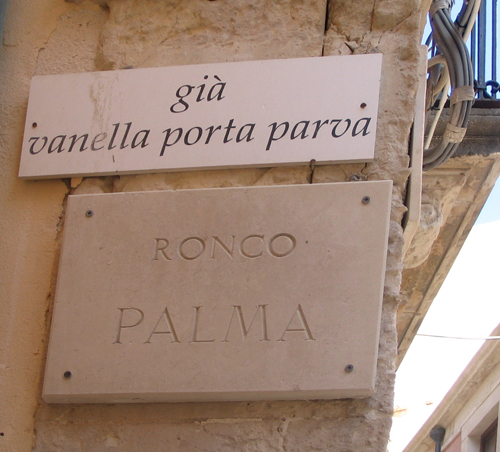 già
vanella porta parva
RONCO
PALMA